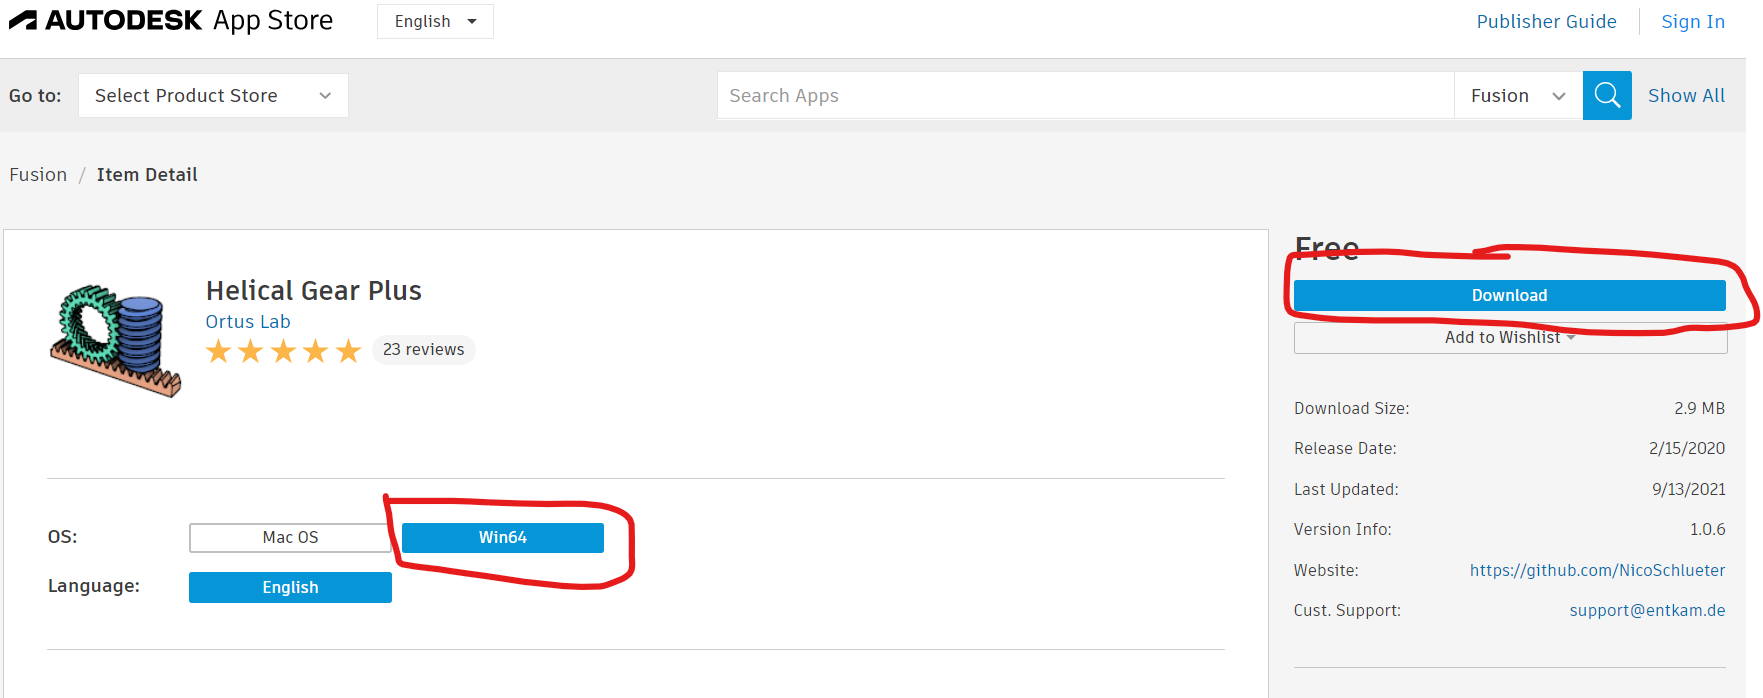 AUTODESK App Store English Publisher Guide Sign In
Go to: Select Product Store Search Apps Fusion Show All
Fusion / Item Detail
Free
Helical Gear Plus
Download
Ortus Lab
23 reviews
Add to Wishlist
Download Size: 2.9 MB
Release Date: 2/15/2020
Last Updated: 9/13/2021
OS: Mac OS Win64
Version Info: 1.0.6
Website: https://github.com/NicoSchlueter
Language: English
Cust. Support: support@entkam.de